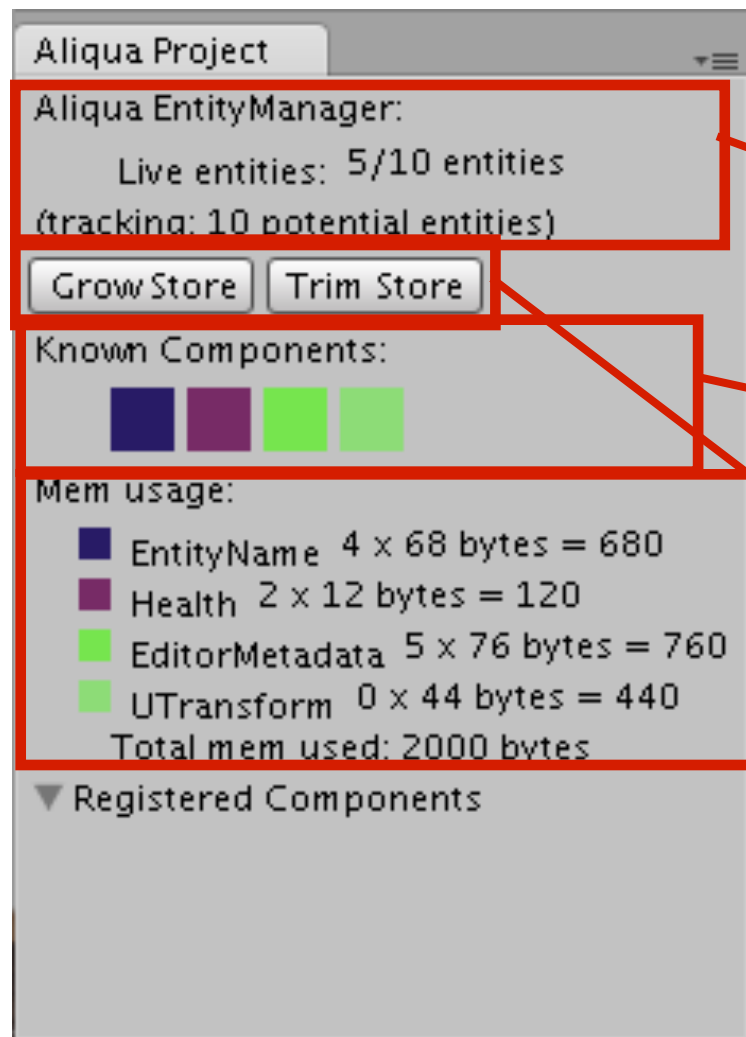 Aliqua Project
Aliqua EntityManager:
Live entities: 5/10 entities
(tracking: 10 potential entities)
Grow Store Trim Store
Known Components:
Mem usage:
EntityName 4 x 68 bytes = 680
Health 2 x 12 bytes = 120
EditorMetadata 5 x 76 bytes = 760
UTransform 0 x 44 bytes = 440
Total mem used: 2000 bytes
Registered Components